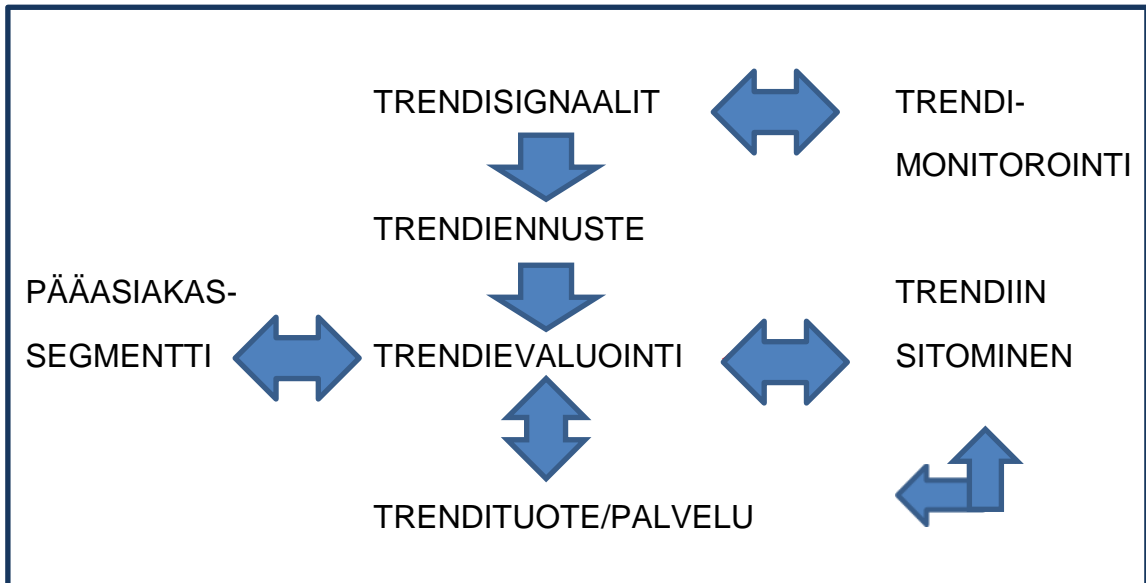 TRENDISIGNAALIT
TRENDI-
MONITOROINTI
TRENDIENNUSTE
PÄÄASIAKAS-
SEGMENTTI
TRENDIEVALUOINTI
TRENDIIN
SITOMINEN
TRENDITUOTE/PALVELU